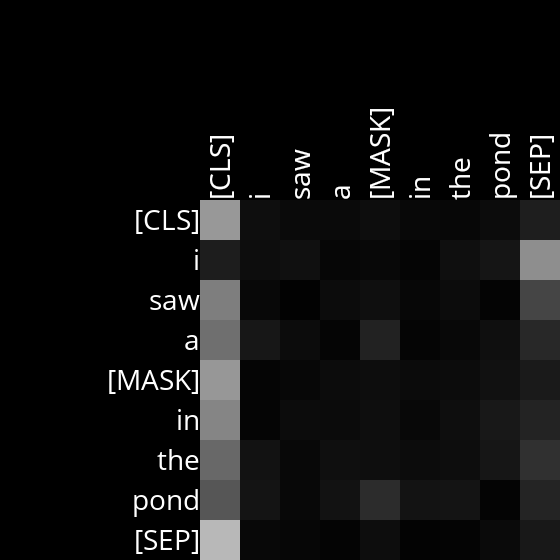 [CLS] i saw a [MASK] in the pond [SEP]
[CLS]
i
saw
a
[MASK]
in
the
pond
[SEP]